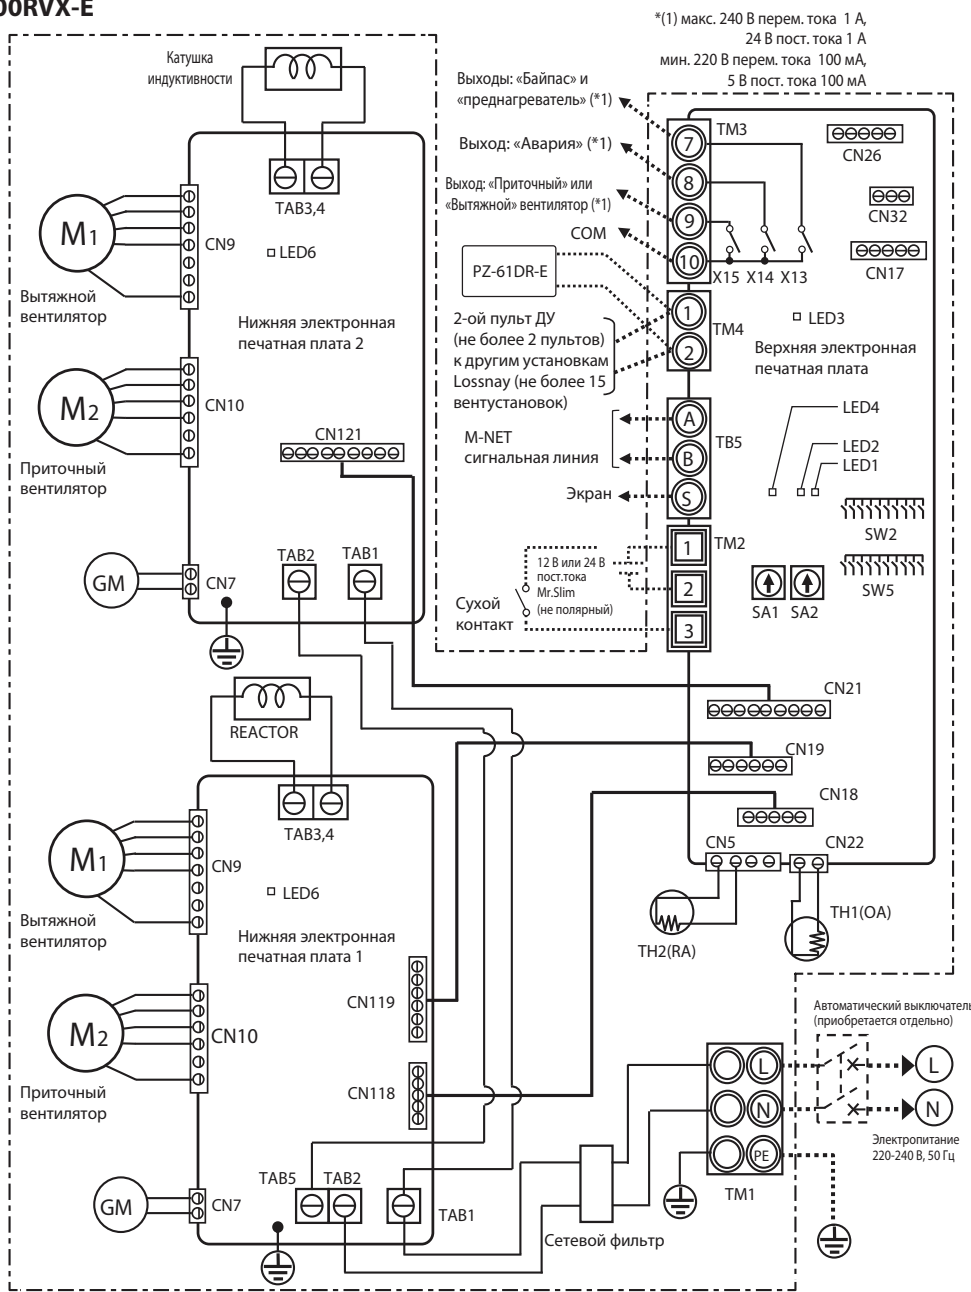 00RVX-E
*(1) макс. 240 В перем. тока 1 А,
24 В пост. тока 1 А
мин. 220 В перем. тока 100 мА,
5 В пост. тока 100 мА
Катушка
индуктивности
TAB3,4
M1
CN9
LED6
Вытяжной
вентилятор
Нижняя электронная
печатная плата 2
M2
CN10
CN121
Приточный
вентилятор
GM
CN7
TAB2
TAB1
Выходы: «Байпас» и
«преднагреватель» (*1)
Выход: «Авария» (*1)
Выход: «Приточный» или
«Вытяжной» вентилятор (*1)
COM
PZ-61DR-E
2-ой пульт ДУ
(не более 2 пультов)
к другим установкам
Lossnay (не более 15
вентустановок)
M-NET
сигнальная линия
Экран
12 В или 24 В
пост.тока
Mr.Slim
(не полярный)
Сухой
контакт
7
8
9
10
TM3
X15 X14 X13
1
2
TM4
A
B
S
TB5
1
2
3
TM2
CN26
CN32
CN17
LED3
Верхняя электронная
печатная плата
LED4
LED2
LED1
SW2
SW5
SA1 SA2
CN21
CN19
CN18
CN5
CN22
TH2(RA)
TH1(OA)
REACTOR
TAB3,4
M1
CN9
LED6
Вытяжной
вентилятор
Нижняя электронная
печатная плата 1
CN119
M2
CN10
CN118
Приточный
вентилятор
GM
CN7
TAB5
TAB2
TAB1
Сетевой фильтр
L
N
PE
TM1
Автоматический выключатель
(приобретается отдельно)
L
N
Электропитание
220-240 В, 50 Гц